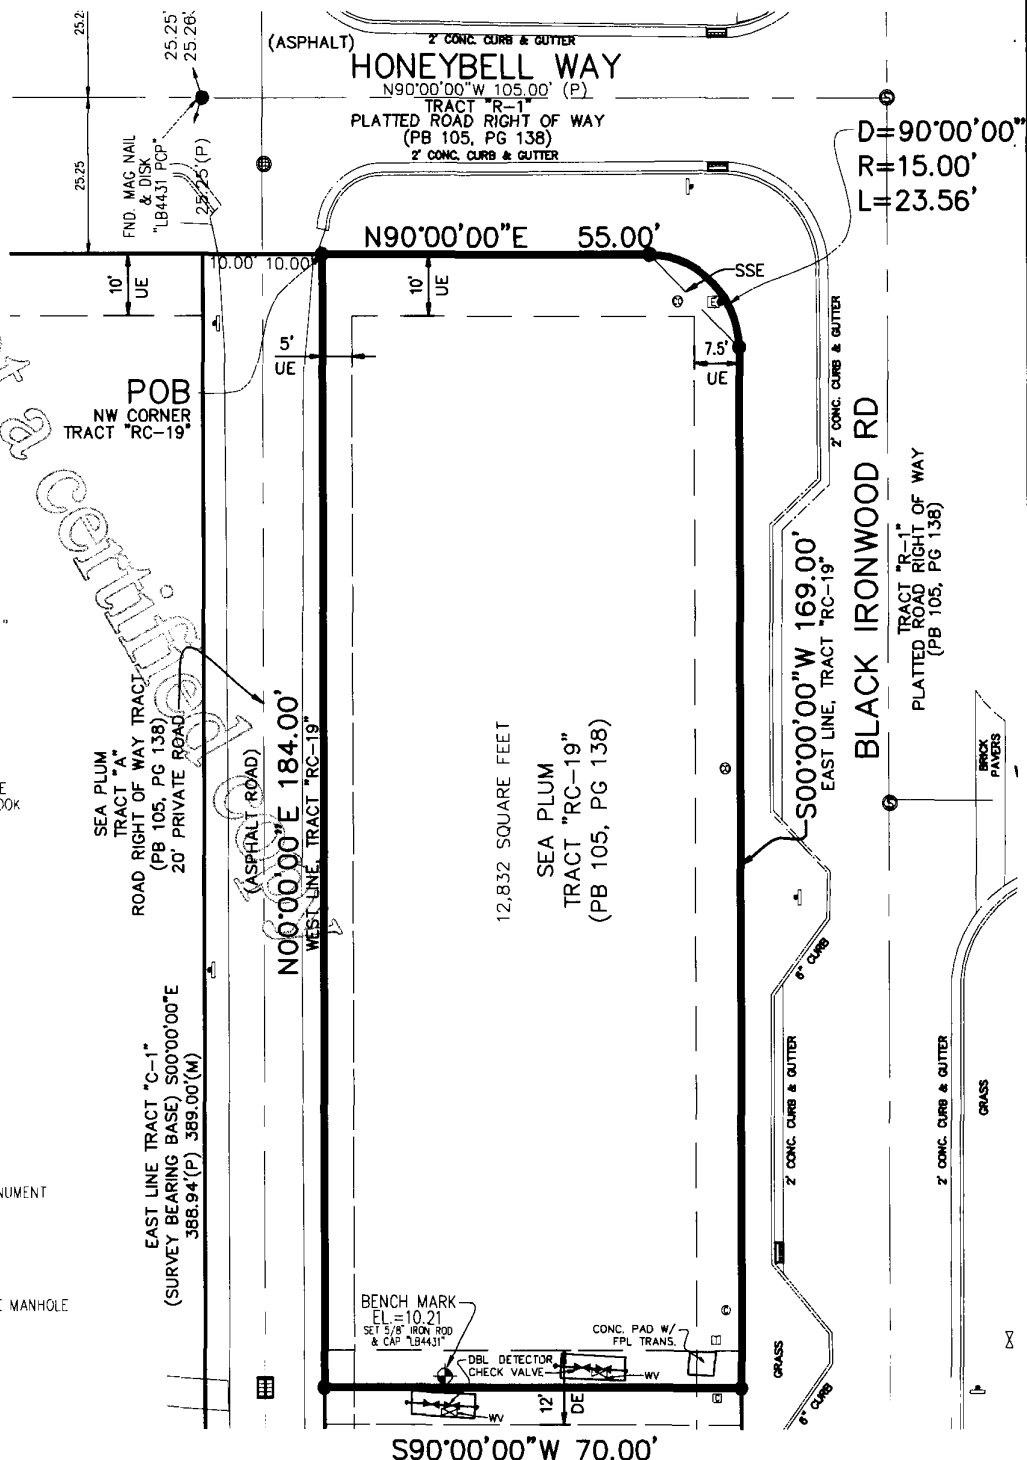 25.25'
25.26'
(ASPHALT)
2' CONC. CURB & GUTTER
HONEYBELL WAY
N90°00'00"W 105.00' (P)
TRACT "R-1"
PLATTED ROAD RIGHT OF WAY
(PB 105, PG 138)
2' CONC. CURB & GUTTER
25.25
FND. MAG NAIL
& DISK
"LB4431 PCP"
25.25'(P)
D=90°00'00"
R=15.00'
L=23.56'
N90°00'00"E 55.00'
10.00' 10.00'
10'
UE
10'
UE
SSE
E
5'
UE
7.5'
UE
2' CONC. CURB & GUTTER
POB
NW CORNER
TRACT "RC-19"
a certified copy
BLACK IRONWOOD RD
TRACT "R-1"
PLATTED ROAD RIGHT OF WAY
(PB 105, PG 138)
S00°00'00"W 169.00'
EAST LINE, TRACT "RC-19"
SEA PLUM
TRACT "A"
ROAD RIGHT OF WAY TRACT
(PB 105, PG 138)
20' PRIVATE ROAD
(ASPHALT ROAD)
N00°00'00"E 184.00'
WEST LINE, TRACT "RC-19"
12,832 SQUARE FEET
SEA PLUM
TRACT "RC-19"
(PB 105, PG 138)
BRICK
PAVERS
6" CURB
EAST LINE TRACT "C-1"
(SURVEY BEARING BASE) S00°00'00"E
388.94'(P) 389.00'(M)
2' CONC. CURB & GUTTER
2' CONC. CURB & GUTTER
GRASS
MANHOLE
BENCH MARK
EL.=10.21
SET 5/8" IRON ROD
& CAP "LB4431"
CONC. PAD W/
FPL TRANS.
DBL DETECTOR
CHECK VALVE
WV
WV
12'
DE
GRASS
6" CURB
S90°00'00"W 70.00'